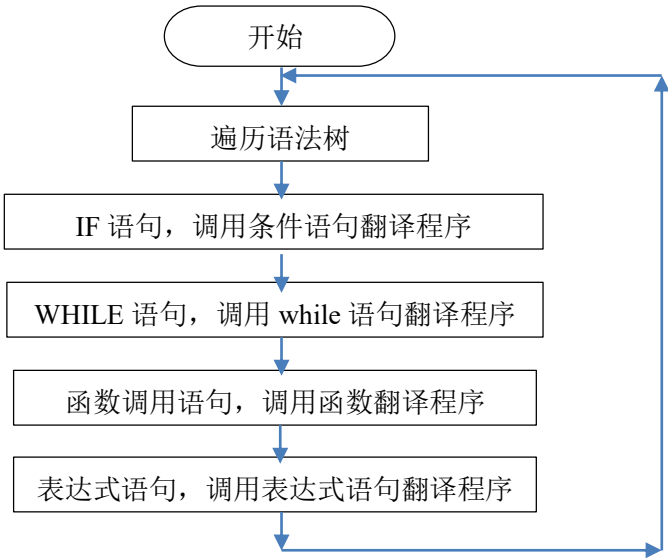 开始
遍历语法树
IF 语句，调用条件语句翻译程序
WHILE 语句，调用 while 语句翻译程序
函数调用语句，调用函数翻译程序
表达式语句，调用表达式语句翻译程序